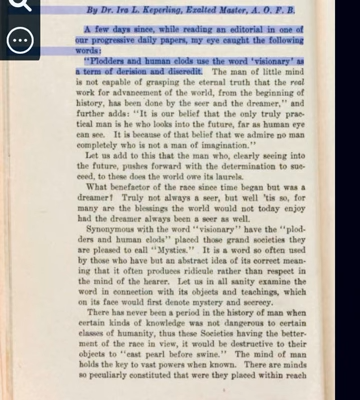 By Dr. Ira L. Keperling, Exalted Master, A. O. F. B.
A few days since, while reading an editorial in one of
our progressive daily papers, my eye caught the following
words:
"Plodders and human clods use the word 'visionary' as
a term of derision and discredit. The man of little mind
is not capable of grasping the eternal truth that the real
work for advancement of the world, from the beginning of
history, has been done by the seer and the dreamer," and
further adds: "It is our belief that the only truly prac-
tical man is he who looks into the future, far as human eye
can see. It is because of that belief that we admire no man
completely who is not a man of imagination."
Let us add to this that the man who, clearly seeing into
the future, pushes forward with the determination to suc-
ceed, to these does the world owe its laurels.
What benefactor of the race since time began but was a
dreamer? Truly not always a seer, but well 'tis so, for
many are the blessings the world would not today enjoy
had the dreamer always been a seer as well.
Synonymous with the word "visionary" have the "plod-
ders and human clods" placed those grand societies they
are pleased to call "Mystics." It is a word so often used
by those who have but an abstract idea of its correct mean-
ing that it often produces ridicule rather than respect in
the mind of the hearer. Let us in all sanity examine the
word in connection with its objects and teachings, which
on its face would first denote mystery and secrecy.
There has never been a period in the history of man when
certain kinds of knowledge was not dangerous to certain
classes of humanity, thus these Societies having the better-
ment of the race in view, it would be destructive to their
objects to "cast pearl before swine." The mind of man
holds the key to vast powers when known. There are minds
so peculiarly constituted that were they placed within reach